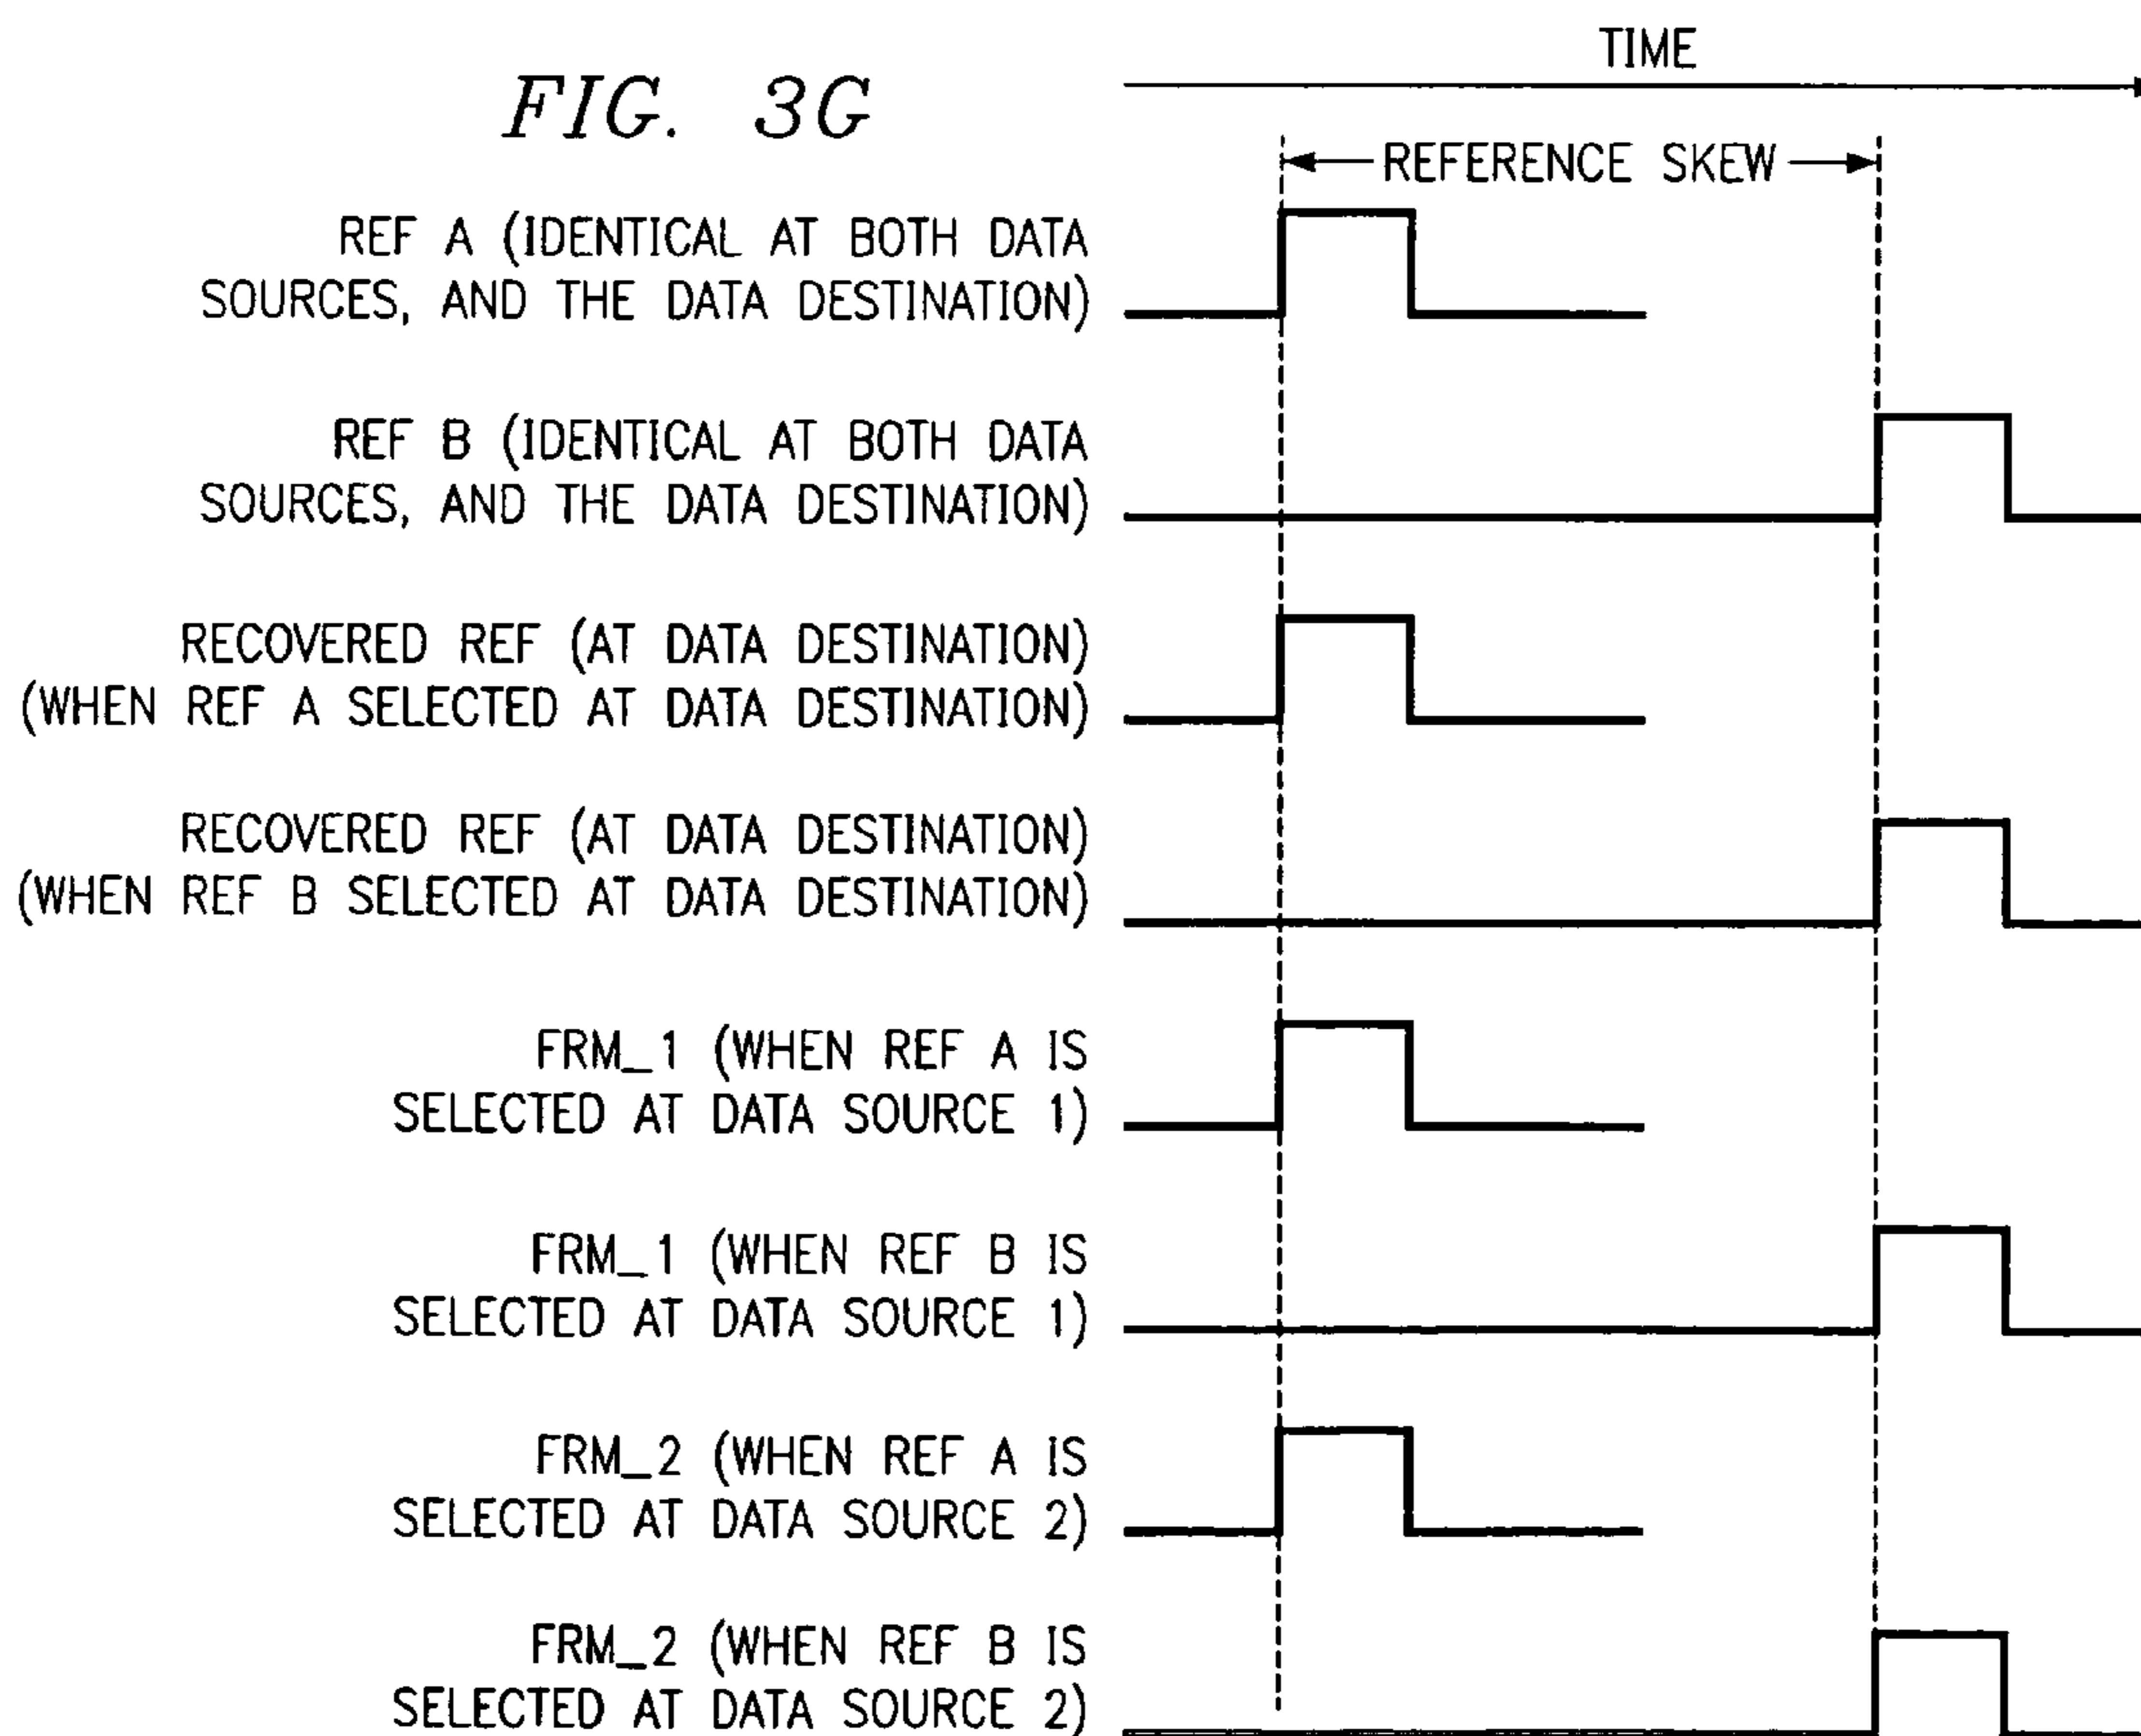 TIME
FIG. 3G
REFERENCE SKEW
REF A (IDENTICAL AT BOTH DATA
SOURCES, AND THE DATA DESTINATION)
REF B (IDENTICAL AT BOTH DATA
SOURCES, AND THE DATA DESTINATION)
RECOVERED REF (AT DATA DESTINATION)
(WHEN REF A SELECTED AT DATA DESTINATION)
RECOVERED REF (AT DATA DESTINATION)
(WHEN REF B SELECTED AT DATA DESTINATION)
FRM_1 (WHEN REF A IS
SELECTED AT DATA SOURCE 1)
FRM_1 (WHEN REF B IS
SELECTED AT DATA SOURCE 1)
FRM_2 (WHEN REF A IS
SELECTED AT DATA SOURCE 2)
FRM_2 (WHEN REF B IS
SELECTED AT DATA SOURCE 2)